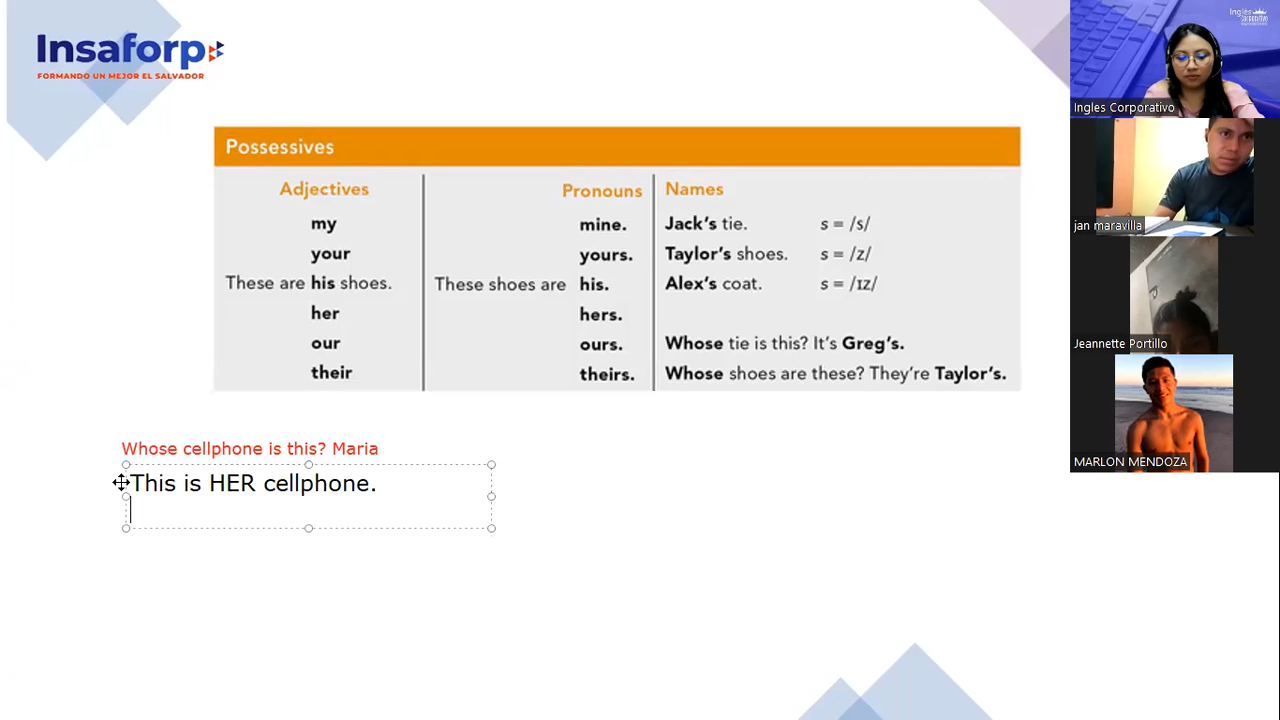 Insaforp
FORMANDO UN MEJOR EL SALVADOR
Possessives
Adjectives
my
your
These are his shoes.
her
our
their
Pronouns
mine.
yours.
These shoes are his.
hers.
ours.
theirs.
Names
Jack's tie. s = /s/
Taylor's shoes. s = /z/
Alex's coat. s = /ɪz/
Whose tie is this? It's Greg's.
Whose shoes are these? They're Taylor's.
Whose cellphone is this? Maria
This is HER cellphone.
Ingles Corporativo
jan maravilla
Jeannette Portillo
MARLON MENDOZA